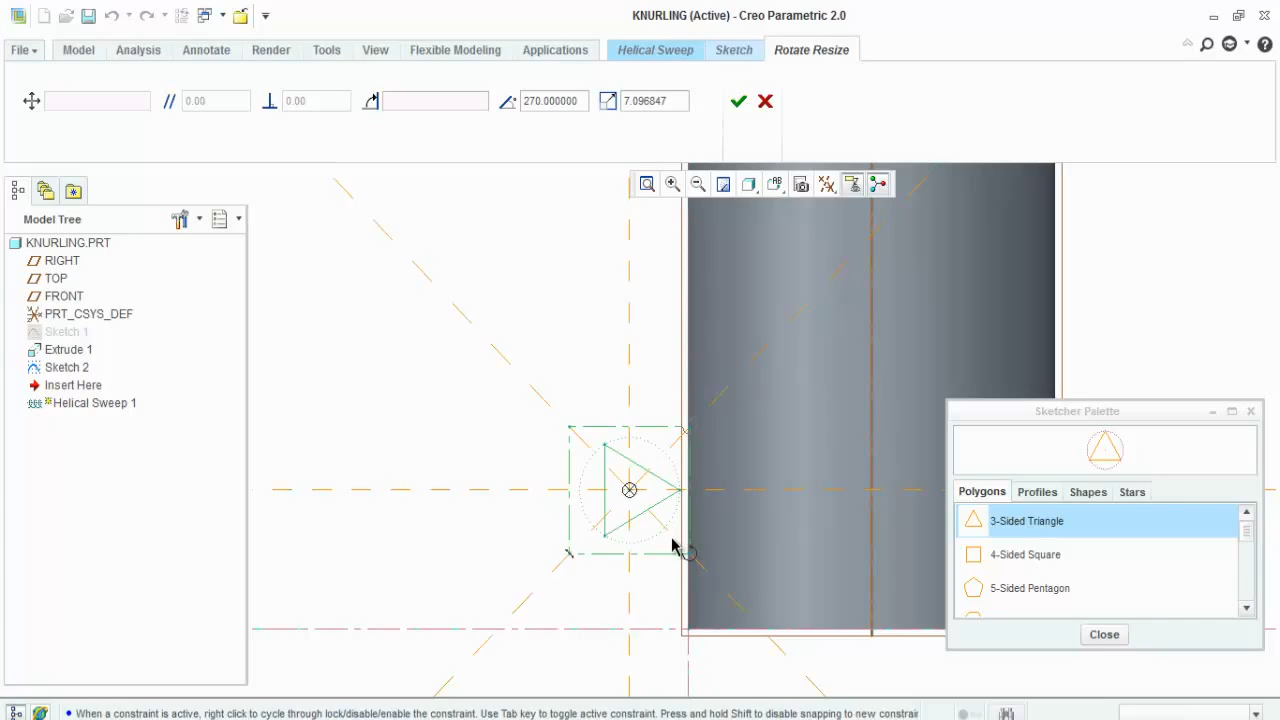 KNURLING (Active) - Creo Parametric 2.0
File Model Analysis Annotate Render Tools View Flexible Modeling Applications Helical Sweep Sketch Rotate Resize
0.00 0.00 270.000000 7.096847
Model Tree
KNURLING.PRT
RIGHT
TOP
FRONT
PRT_CSYS_DEF
Sketch 1
Extrude 1
Sketch 2
Insert Here
Helical Sweep 1
Sketcher Palette
Polygons Profiles Shapes Stars
3-Sided Triangle
4-Sided Square
5-Sided Pentagon
Close
When a constraint is active, right click to cycle through lock/disable/enable the constraint. Use Tab key to toggle active constraint. Press and hold Shift to disable snapping to new constrair